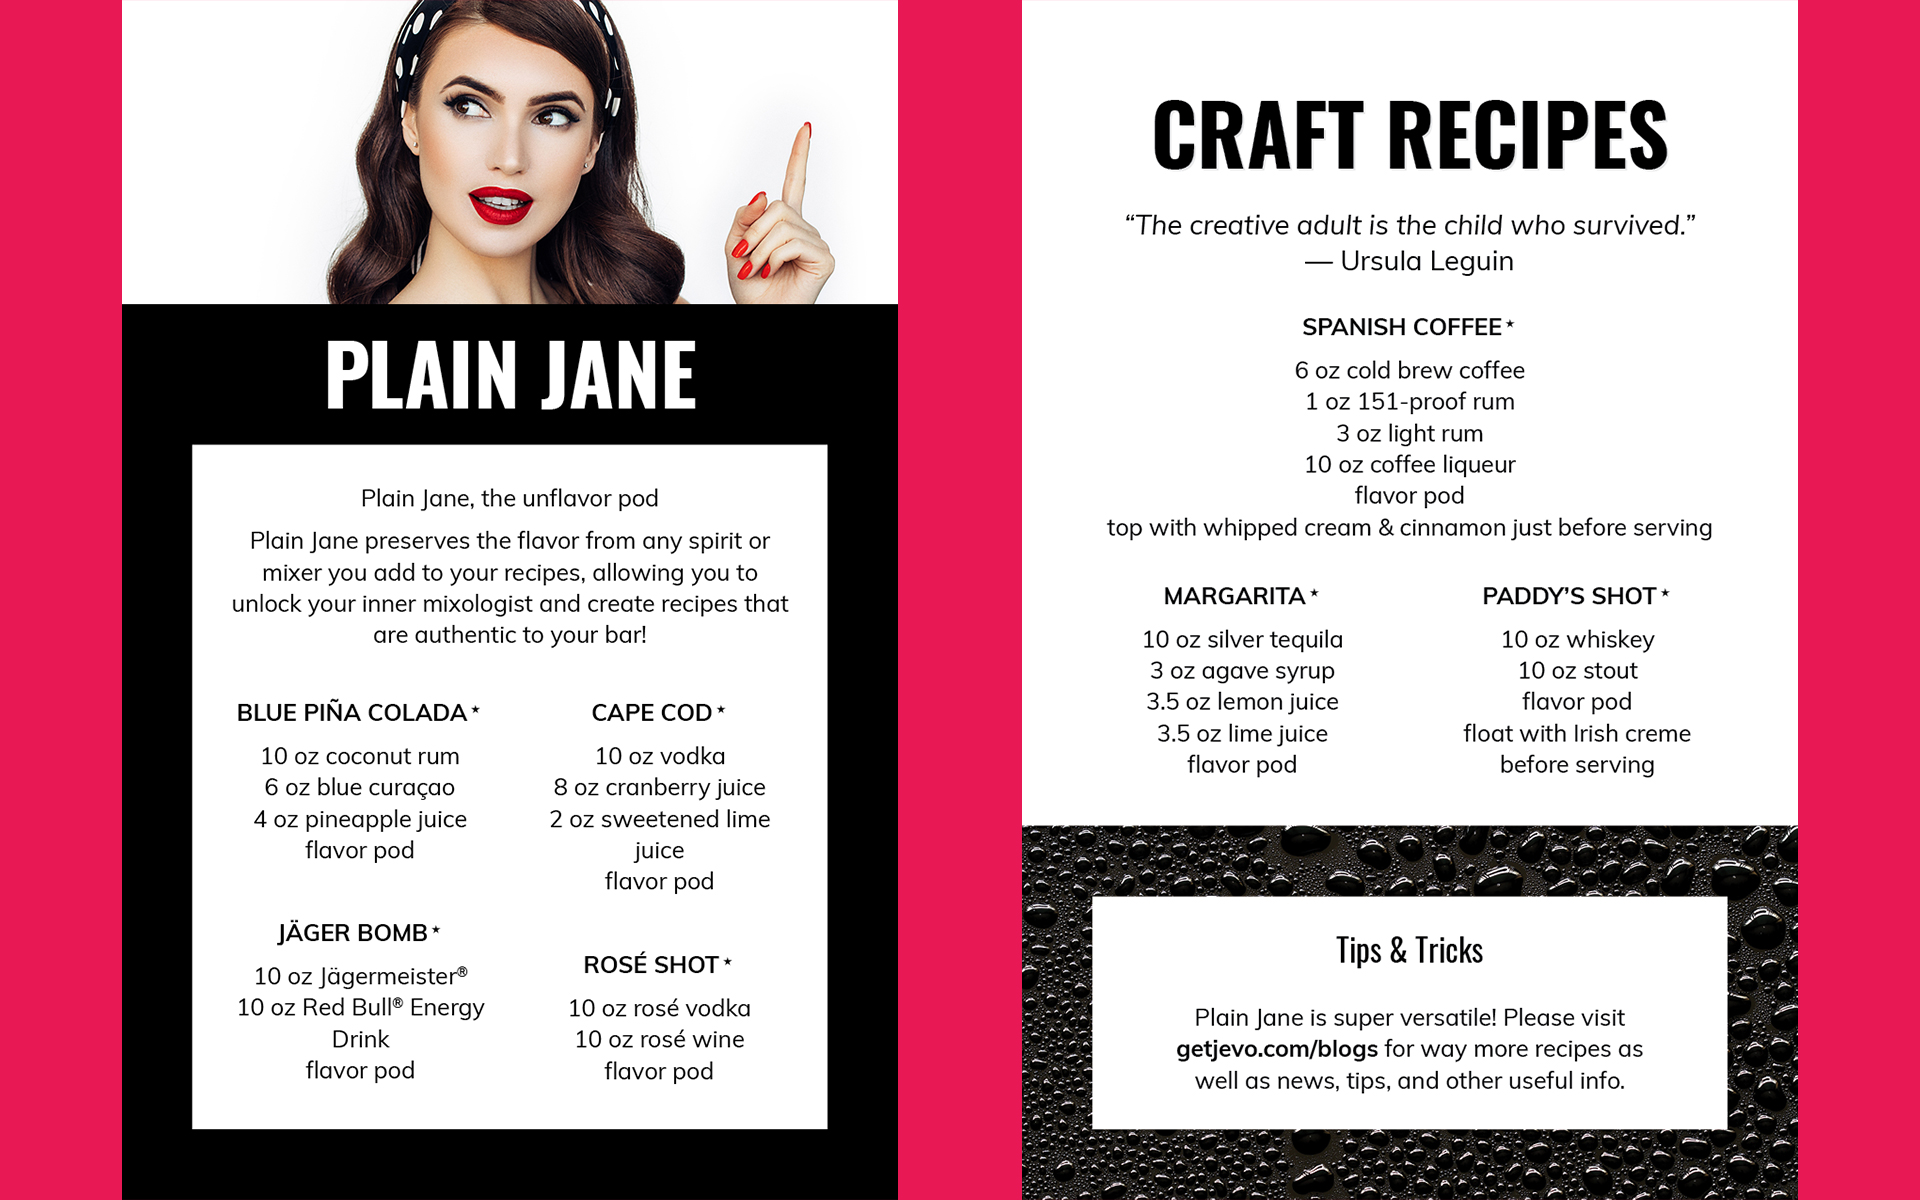 PLAIN JANE
Plain Jane, the unflavor pod
Plain Jane preserves the flavor from any spirit or
mixer you add to your recipes, allowing you to
unlock your inner mixologist and create recipes that
are authentic to your bar!
BLUE PIÑA COLADA★
10 oz coconut rum
6 oz blue curaçao
4 oz pineapple juice
flavor pod
CAPE COD★
10 oz vodka
8 oz cranberry juice
2 oz sweetened lime
juice
flavor pod
JÄGER BOMB★
10 oz Jägermeister®
10 oz Red Bull® Energy
Drink
flavor pod
ROSÉ SHOT★
10 oz rosé vodka
10 oz rosé wine
flavor pod
CRAFT RECIPES
“The creative adult is the child who survived.”
— Ursula Leguin
SPANISH COFFEE★
6 oz cold brew coffee
1 oz 151-proof rum
3 oz light rum
10 oz coffee liqueur
flavor pod
top with whipped cream & cinnamon just before serving
MARGARITA★
10 oz silver tequila
3 oz agave syrup
3.5 oz lemon juice
3.5 oz lime juice
flavor pod
PADDY’S SHOT★
10 oz whiskey
10 oz stout
flavor pod
float with Irish creme
before serving
Tips & Tricks
Plain Jane is super versatile! Please visit
getjevo.com/blogs for way more recipes as
well as news, tips, and other useful info.